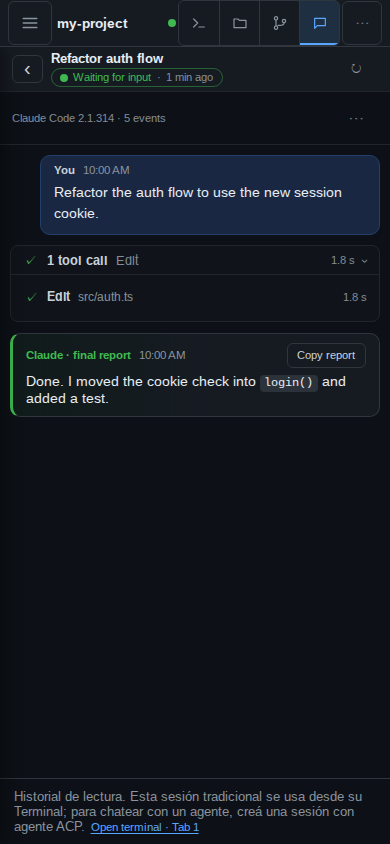 my-project
Refactor auth flow
Waiting for input · 1 min ago
Claude Code 2.1.314 · 5 events
You 10:00 AM
Refactor the auth flow to use the new session
cookie.
✓ 1 tool call Edit 1.8 s
✓ Edit src/auth.ts 1.8 s
Claude · final report 10:00 AM Copy report
Done. I moved the cookie check into login() and
added a test.
Historial de lectura. Esta sesión tradicional se usa desde su
Terminal; para chatear con un agente, creá una sesión con
agente ACP. Open terminal · Tab 1